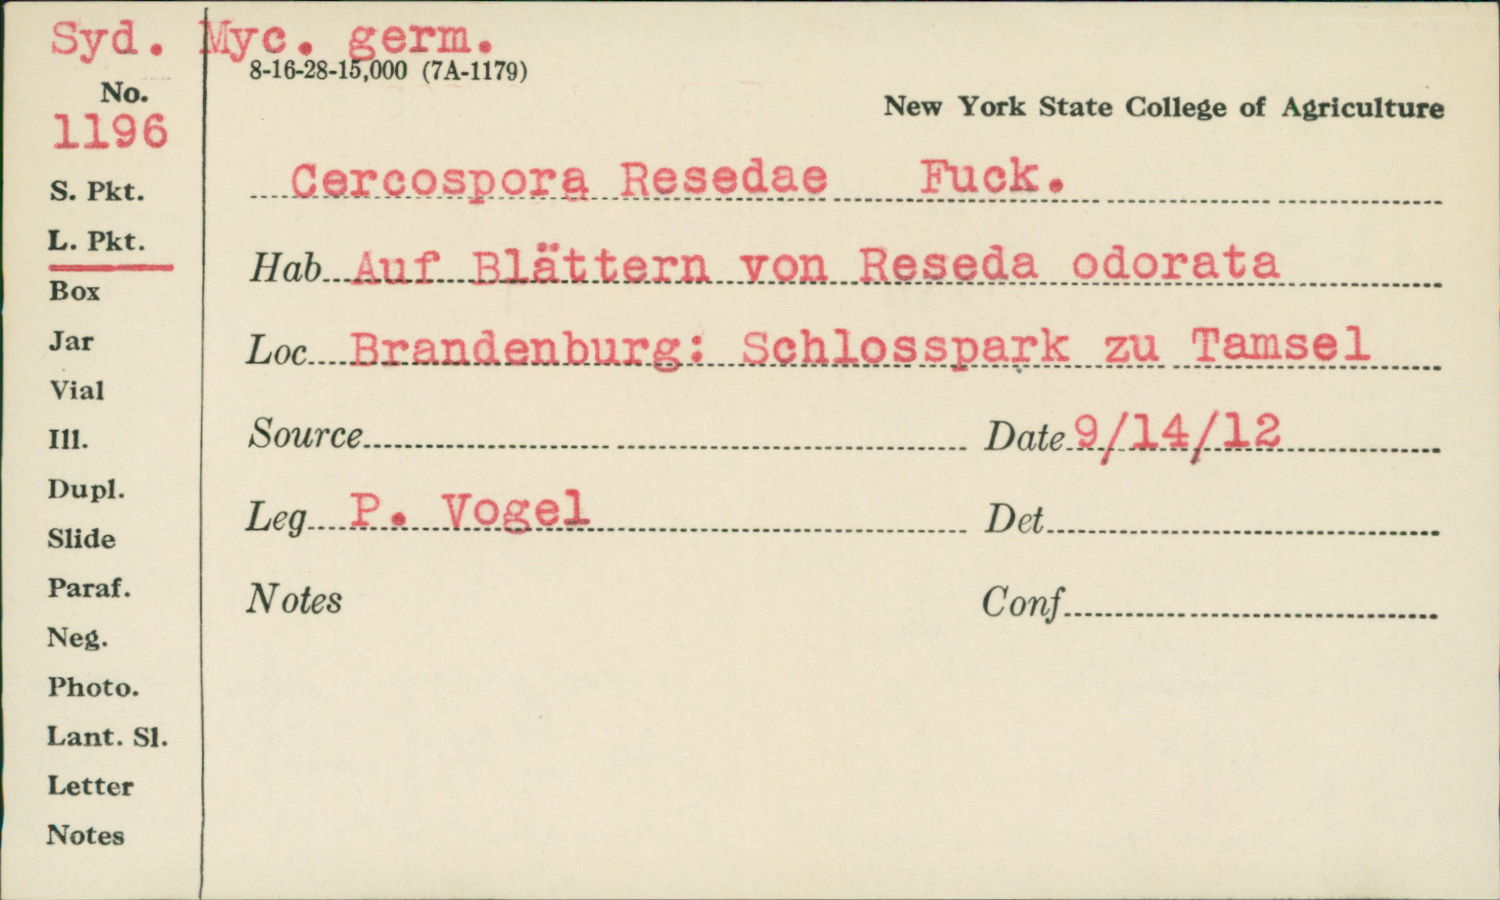 Syd. Myc. germ.
8-16-28-15,000 (7A-1179)
No.
1196
New York State College of Agriculture
S. Pkt.
Cercospora Resedae Fuck.
L. Pkt.
Hab Auf Blättern von Reseda odorata
Box
Jar
Loc Brandenburg: Schlosspark zu Tamsel
Vial
Ill.
Source
Date 9/14/12
Dupl.
Leg P. Vogel
Det
Slide
Paraf.
Notes
Conf
Neg.
Photo.
Lant. Sl.
Letter
Notes